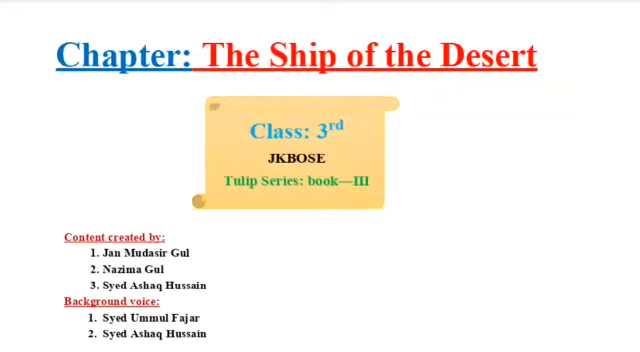 Chapter: The Ship of the Desert
Class: 3rd
JKBOSE
Tulip Series: book—III
Content created by:
1. Jan Mudasir Gul
2. Nazima Gul
3. Syed Ashaq Hussain
Background voice:
1. Syed Ummul Fajar
2. Syed Ashaq Hussain